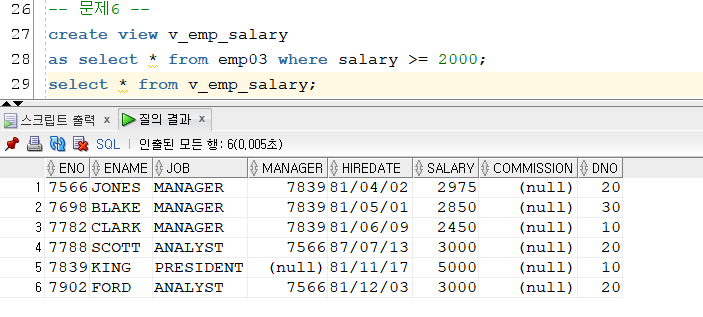 26 -- 문제6 --
27 create view v_emp_salary
28 as select * from emp03 where salary >= 2000;
29 select * from v_emp_salary;
스크립트 출력 × 질의 결과 ×
SQL | 인출된 모든 행: 6(0,005초)
ENO ENAME JOB MANAGER HIREDATE SALARY COMMISSION DNO
1 7566 JONES MANAGER 7839 81/04/02 2975 (null) 20
2 7698 BLAKE MANAGER 7839 81/05/01 2850 (null) 30
3 7782 CLARK MANAGER 7839 81/06/09 2450 (null) 10
4 7788 SCOTT ANALYST 7566 87/07/13 3000 (null) 20
5 7839 KING PRESIDENT (null) 81/11/17 5000 (null) 10
6 7902 FORD ANALYST 7566 81/12/03 3000 (null) 20